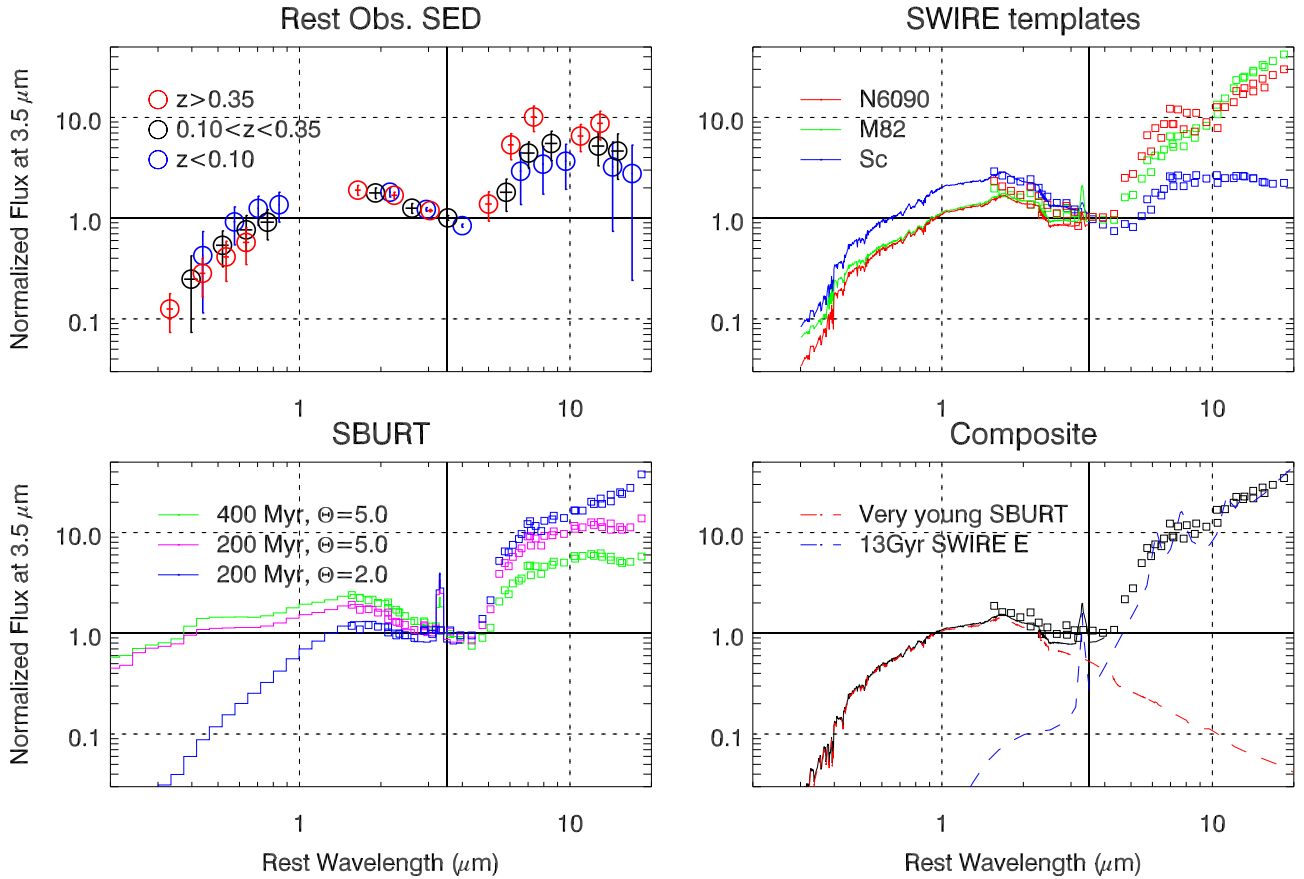 Rest Obs. SED
Normalized Flux at 3.5 μm
10.0
1.0
0.1
z>0.35
0.10<z<0.35
z<0.10
1
10
SWIRE templates
10.0
1.0
0.1
N6090
M82
Sc
1
10
SBURT
Normalized Flux at 3.5 μm
10.0
1.0
0.1
400 Myr, Θ=5.0
200 Myr, Θ=5.0
200 Myr, Θ=2.0
1
10
Rest Wavelength (μm)
Composite
10.0
1.0
0.1
Very young SBURT
13Gyr SWIRE E
1
10
Rest Wavelength (μm)